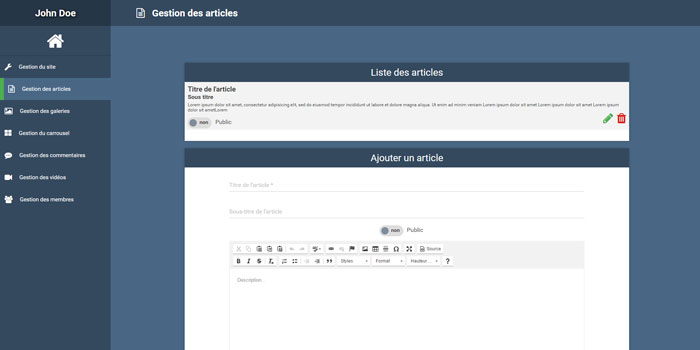 John Doe
Gestion des articles
Gestion du site
Gestion des articles
Gestion des galeries
Gestion du carrousel
Gestion des commentaires
Gestion des vidéos
Gestion des membres
Liste des articles
Titre de l'article
Sous titre
Lorem ipsum dolor sit amet, consectetur adipisicing elit, sed do eiusmod tempor incididunt ut labore et dolore magna aliqua. Ut enim ad minim veniam Lorem ipsum dolor sit amet Lorem ipsum dolor sit amet Lorem ipsum
dolor sit ametLorem
non Public
Ajouter un article
Titre de l'article *
Sous titre de l'article
non Public
Source
Styles Format Hauteur ... ?
Description...